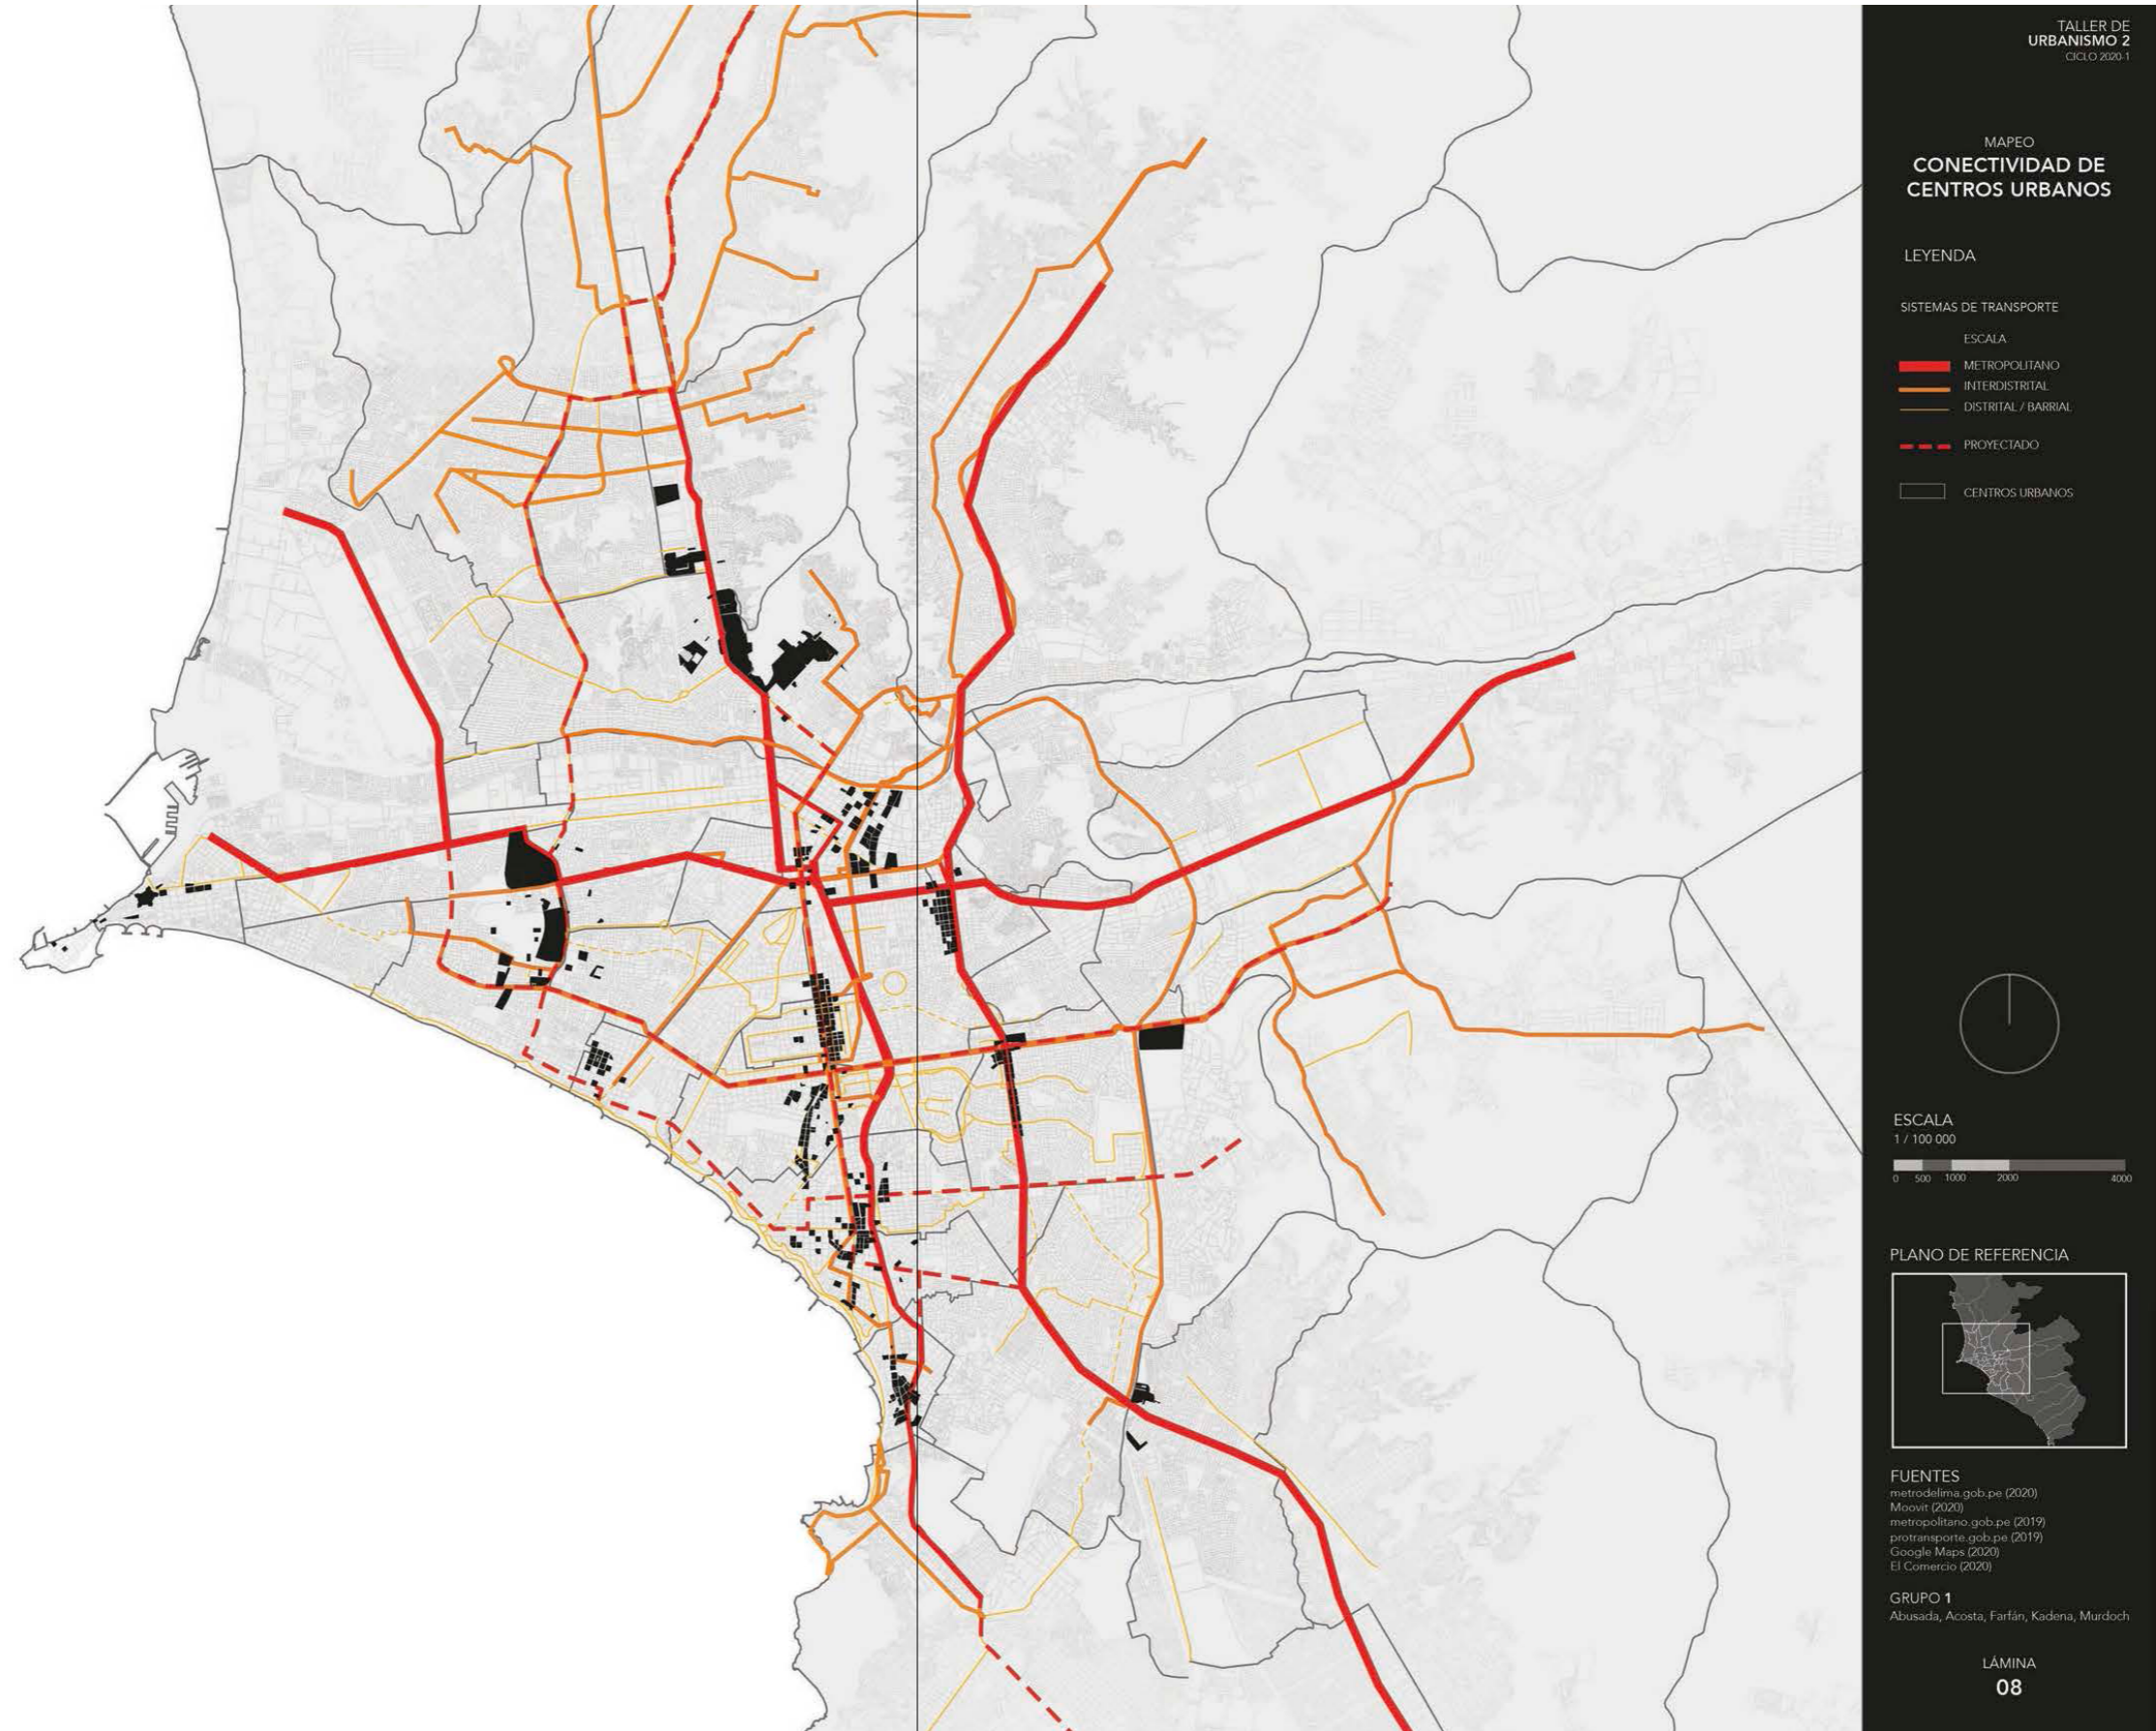 TALLER DE
URBANISMO 2
CICLO 2020-1
MAPEO
CONECTIVIDAD DE
CENTROS URBANOS
LEYENDA
SISTEMAS DE TRANSPORTE
ESCALA
METROPOLITANO
INTERDISTRITAL
DISTRITAL / BARRIAL
PROYECTADO
CENTROS URBANOS
ESCALA
1 / 100 000
0 500 1000 2000 4000
PLANO DE REFERENCIA
FUENTES
metrodelima.gob.pe (2020)
Moovit (2020)
metropolitano.gob.pe (2019)
protransporte.gob.pe (2019)
Google Maps (2020)
El Comercio (2020)
GRUPO 1
Abusada, Acosta, Farfán, Kadena, Murdoch
LÁMINA
08